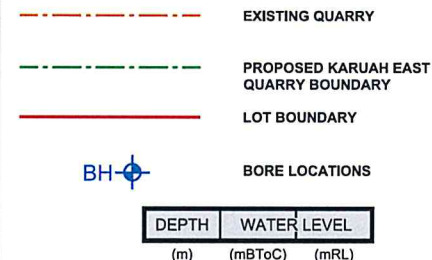 EXISTING QUARRY
PROPOSED KARUAH EAST
QUARRY BOUNDARY
LOT BOUNDARY
BH BORE LOCATIONS
DEPTH WATER LEVEL
(m) (mBToC) (mRL)